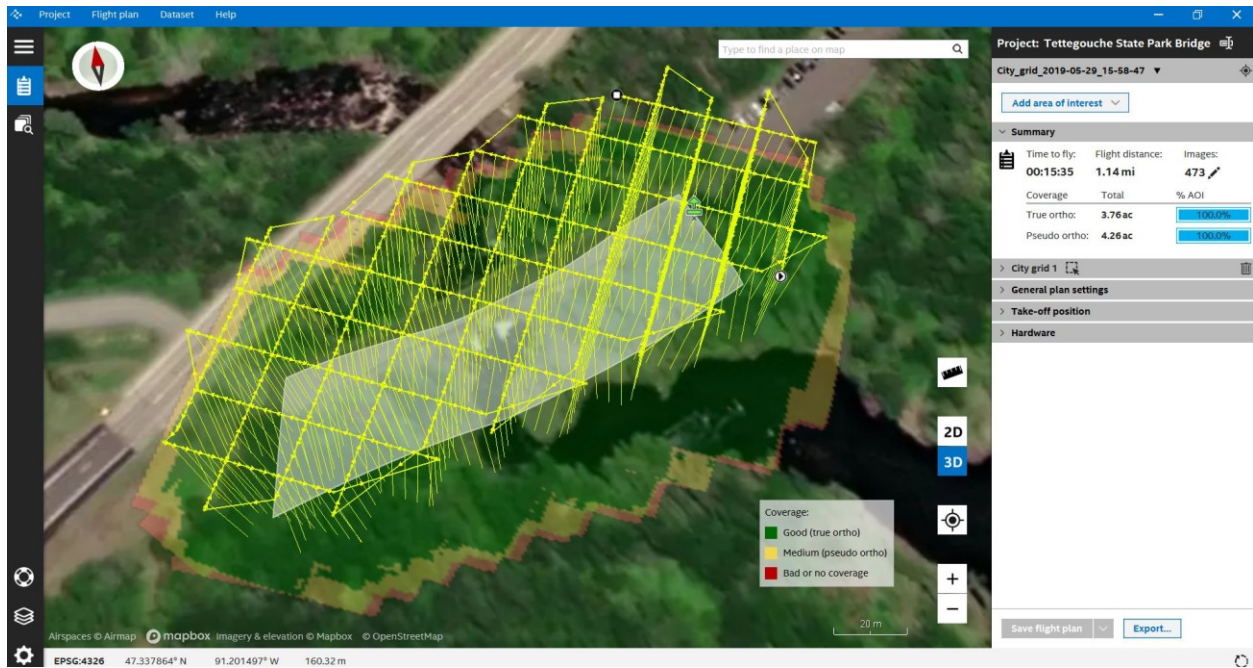 Project Flight plan Dataset Help
Type to find a place on map
Project: Tettegouche State Park Bridge
City_grid_2019-05-29_15-58-47
Add area of interest
Summary
Time to fly: Flight distance: Images:
00:15:35 1.14 mi 473
Coverage Total % AOI
True ortho: 3.76 ac 100.0%
Pseudo ortho: 4.26 ac 100.0%
City grid 1
General plan settings
Take-off position
Hardware
2D
3D
Coverage:
Good (true ortho)
Medium (pseudo ortho)
Bad or no coverage
+
−
20 m
Airspaces © Airmap mapbox Imagery & elevation © Mapbox © OpenStreetMap
Save flight plan Export...
EPSG:4326 47.337864° N 91.201497° W 160.32 m